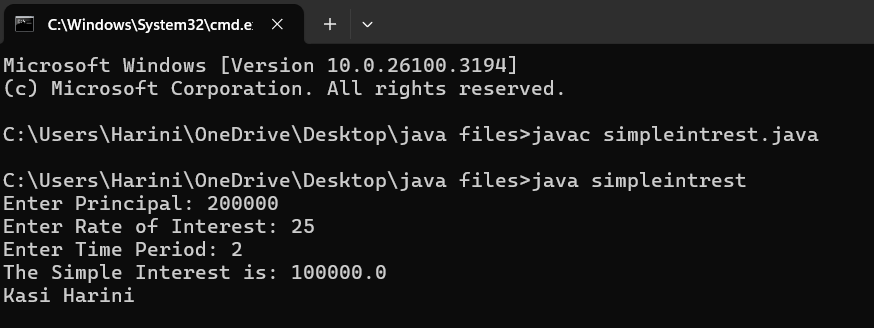 C:\Windows\System32\cmd.e
Microsoft Windows [Version 10.0.26100.3194]
(c) Microsoft Corporation. All rights reserved.
C:\Users\Harini\OneDrive\Desktop\java files>javac simpleintrest.java
C:\Users\Harini\OneDrive\Desktop\java files>java simpleintrest
Enter Principal: 200000
Enter Rate of Interest: 25
Enter Time Period: 2
The Simple Interest is: 100000.0
Kasi Harini